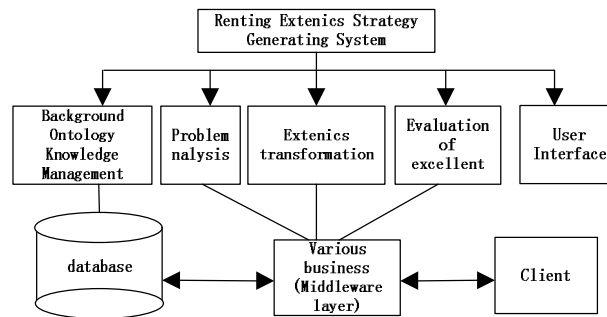 Renting Extenics Strategy
Generating System
Background
Ontology
Knowledge
Management
Problem
nalysis
Extenics
transformation
Evaluation
of
excellent
User
Interface
database
Various
business
(Middleware
layer)
Client